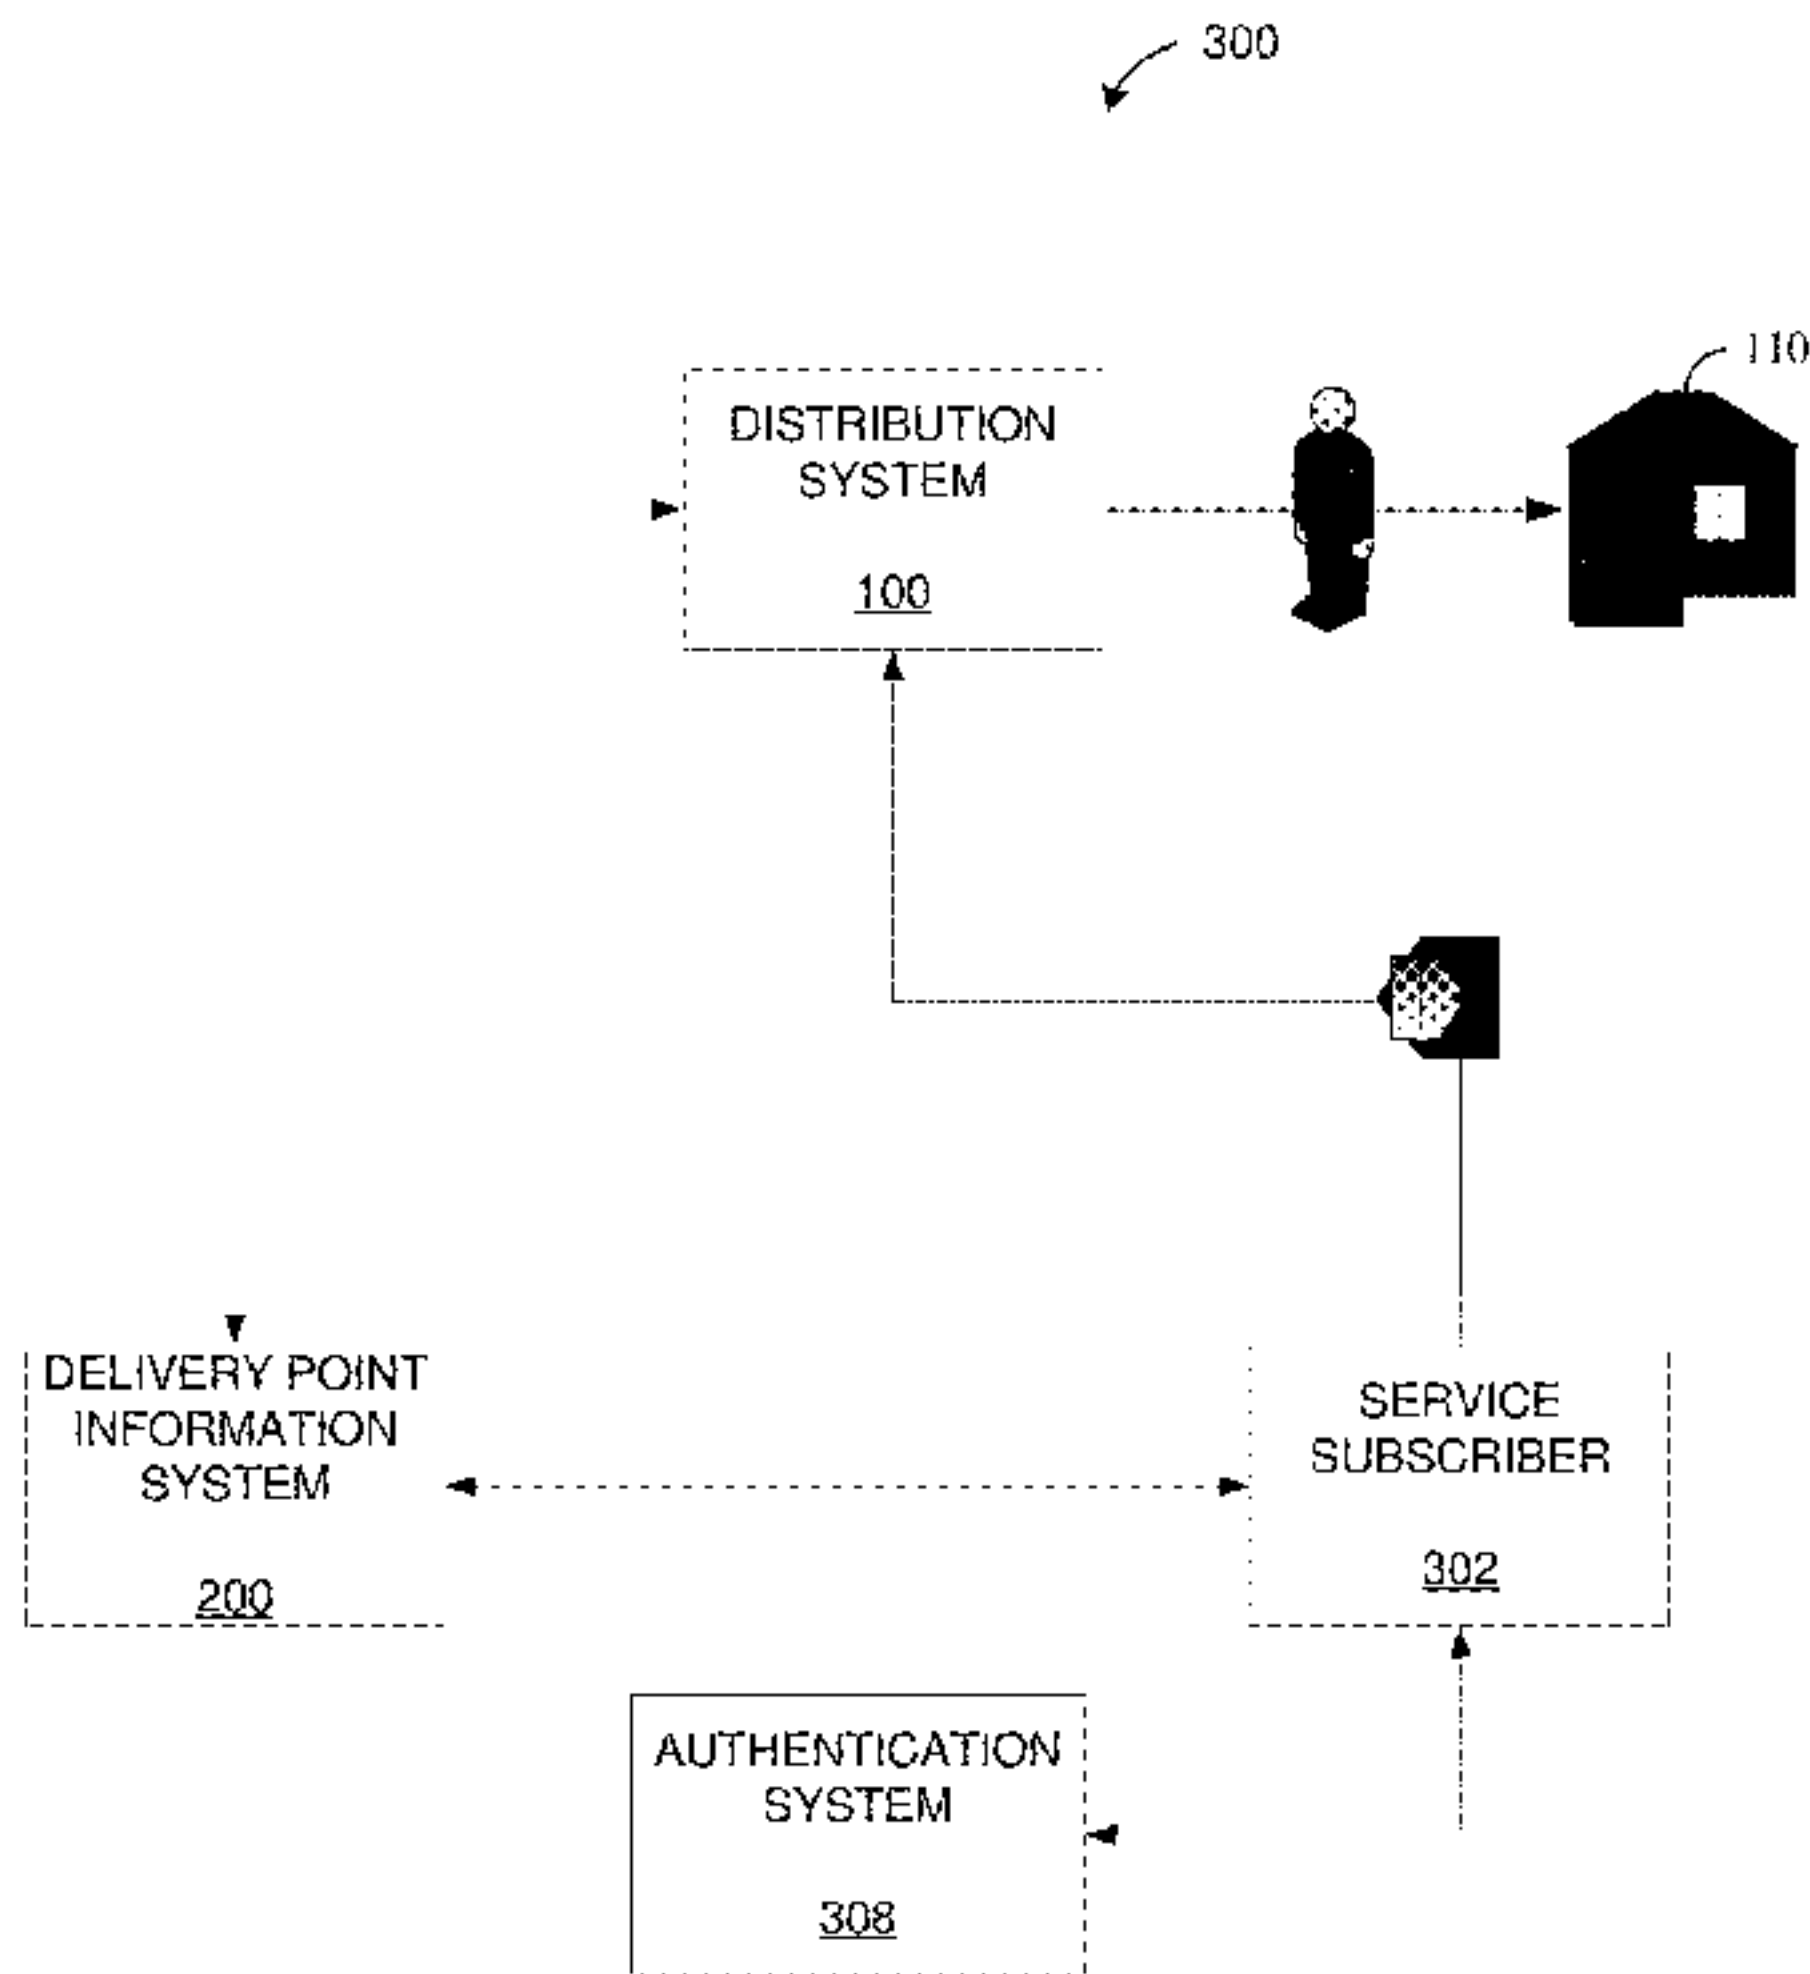 300
110
DISTRIBUTION
SYSTEM
100
DELIVERY POINT
INFORMATION
SYSTEM
200
SERVICE
SUBSCRIBER
302
AUTHENTICATION
SYSTEM
308